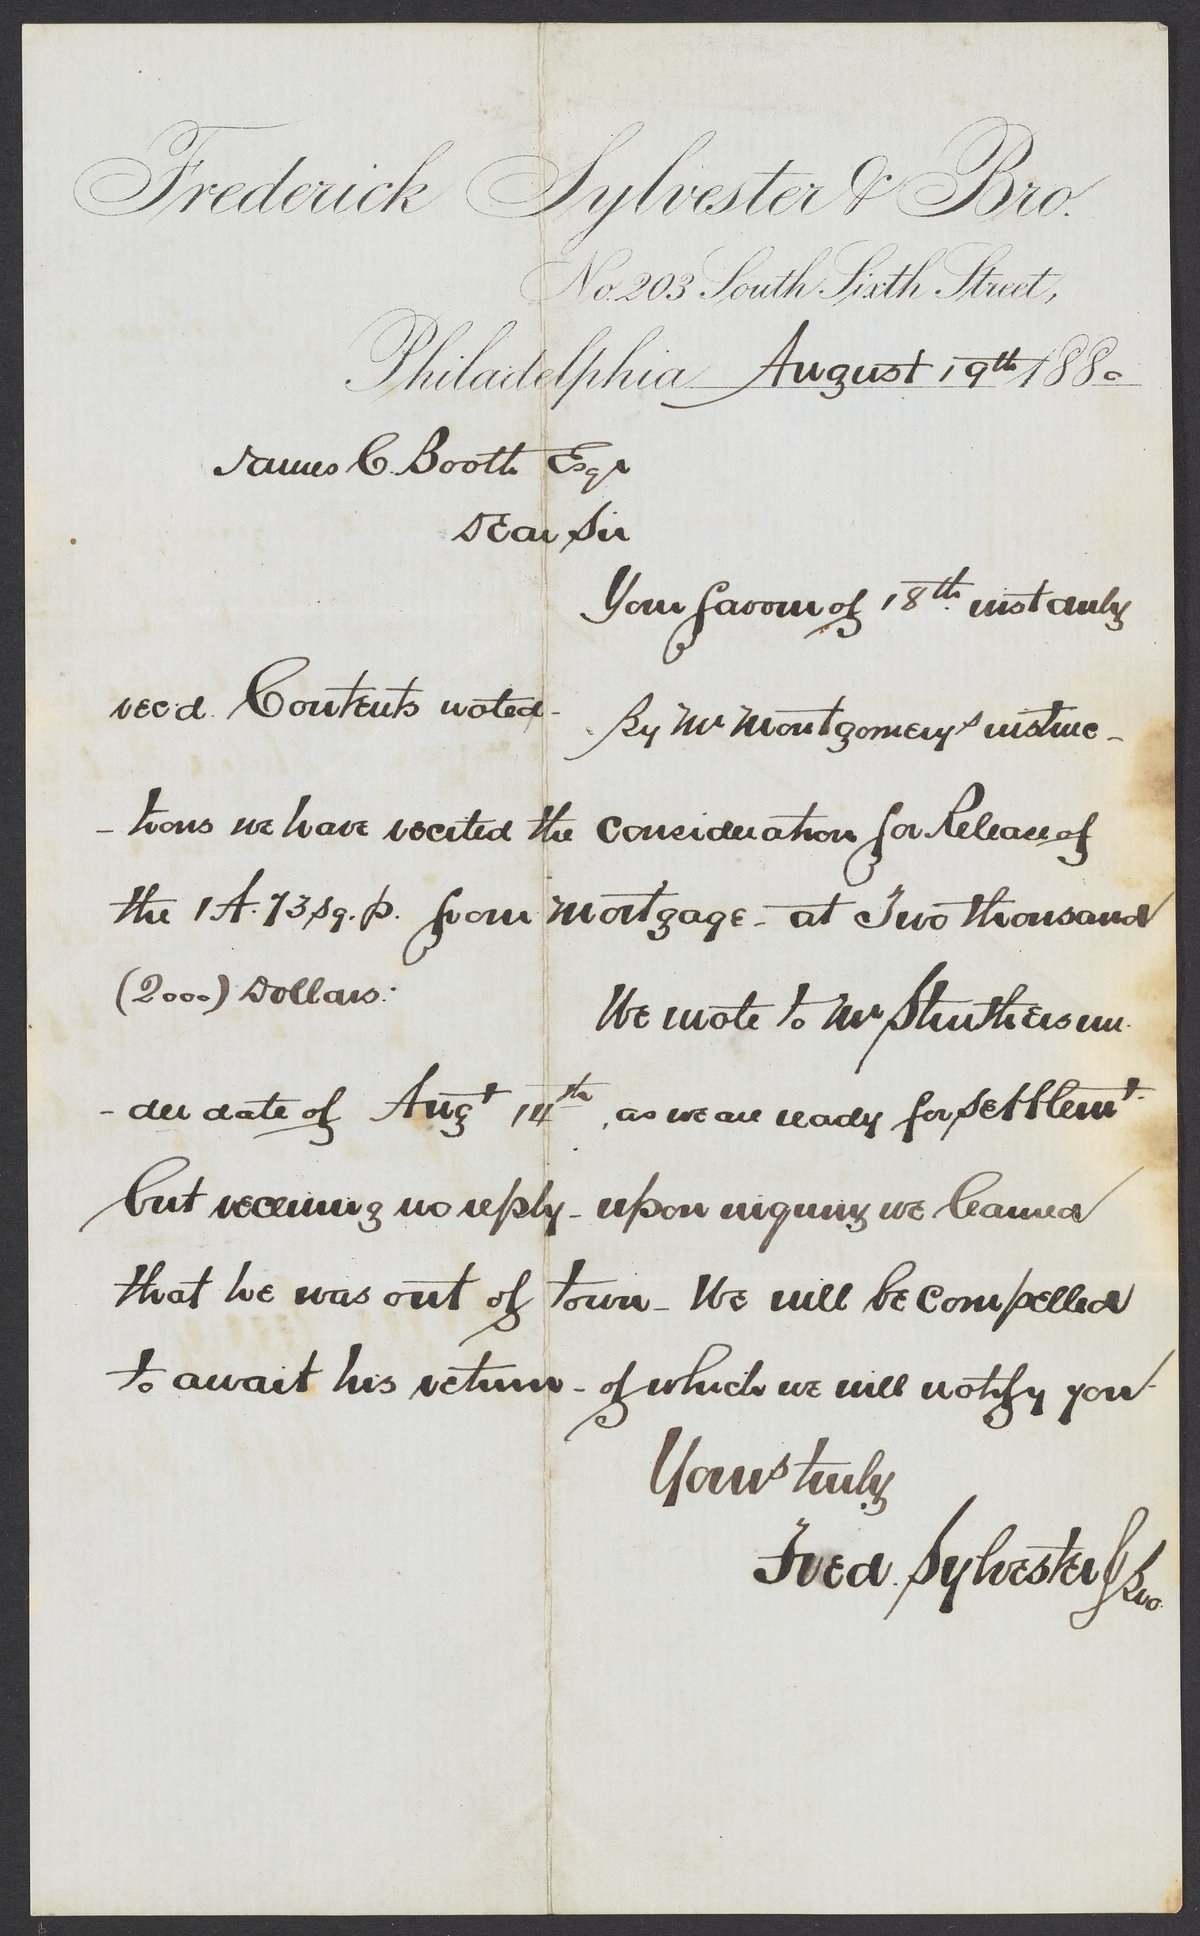 Frederick Sylvester & Bro.
No. 203 South Sixth Street,
Philadelphia August 19th 1880
James C. Booth Esqr
Dear Sir
Your favour of 18th inst duly
rec'd. Contents noted - By Mr Montgomery's instruc -
- tions we have recited the consideration for Release of
the 1 A. 73 sq. p. from Mortgage - at Two thousand
(2000) Dollars.
We wrote to Mr Struthers un
- der date of Augt 14th, as we are ready for settlemt
but receiving no reply - upon inquiry we learned
that he was out of town - We will be compelled
to await his return - of which we will notify you -
Yours truly
Fred. Sylvester & Bro.